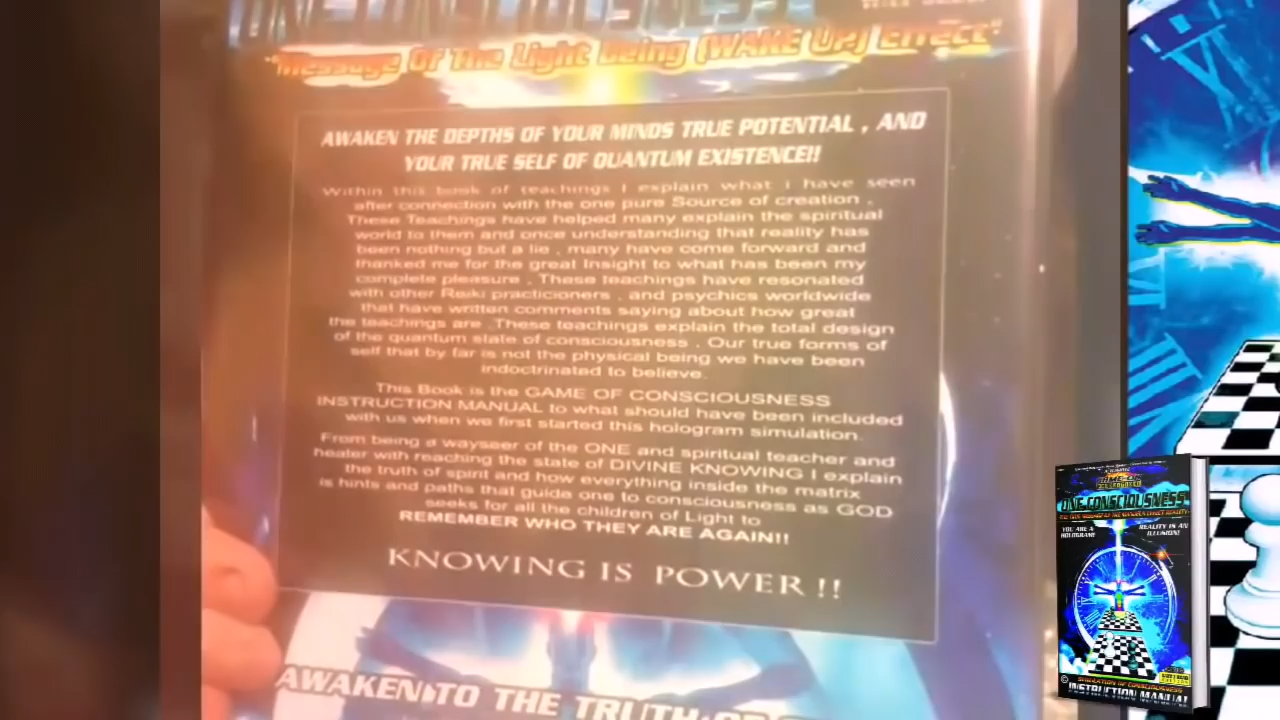 ONE CONSCIOUSNESS
"Message Of The Light Being (WAKE UP) Effect"
AWAKEN THE DEPTHS OF YOUR MINDS TRUE POTENTIAL , AND
YOUR TRUE SELF OF QUANTUM EXISTENCE!!
Within this book of teachings I explain what I have seen
after connection with the one pure Source of creation .
These Teachings have helped many explain the spiritual
world to them and once understanding that reality has
been nothing but a lie , many have come forward and
thanked me for the great Insight to what has been my
complete pleasure . These teachings have resonated
with other Reiki practicioners , and psychics worldwide
that have written comments saying about how great
the teachings are .These teachings explain the total design
of the quantum state of consciousness . Our true forms of
self that by far is not the physical being we have been
indoctrinated to believe.
This Book is the GAME OF CONSCIOUSNESS
INSTRUCTION MANUAL to what should have been included
with us when we first started this hologram simulation.
From being a wayseer of the ONE and spiritual teacher and
healer with reaching the state of DIVINE KNOWING I explain
the truth of spirit and how everything inside the matrix
is hints and paths that guide one to consciousness as GOD
seeks for all the children of Light to
REMEMBER WHO THEY ARE AGAIN!!
KNOWING IS POWER !!
AWAKEN TO THE TRUTH OF
ONE CONSCIOUSNESS
YOU ARE A
HOLOGRAM!
REALITY IS AN
ILLUSION!
SIMULATION OF CONSCIOUSNESS
INSTRUCTION MANUAL